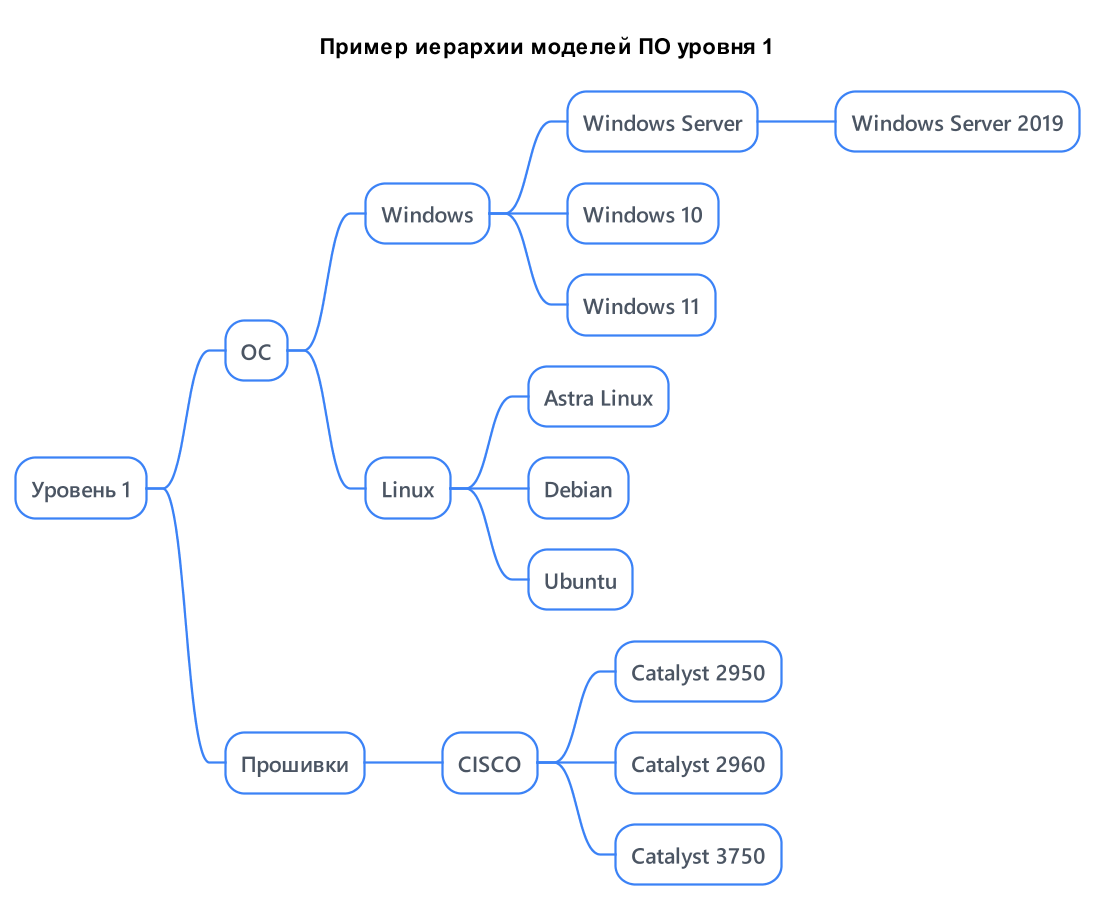 Пример иерархии моделей ПО уровня 1
Уровень 1
ОС
Windows
Windows Server
Windows Server 2019
Windows 10
Windows 11
Linux
Astra Linux
Debian
Ubuntu
Прошивки
CISCO
Catalyst 2950
Catalyst 2960
Catalyst 3750